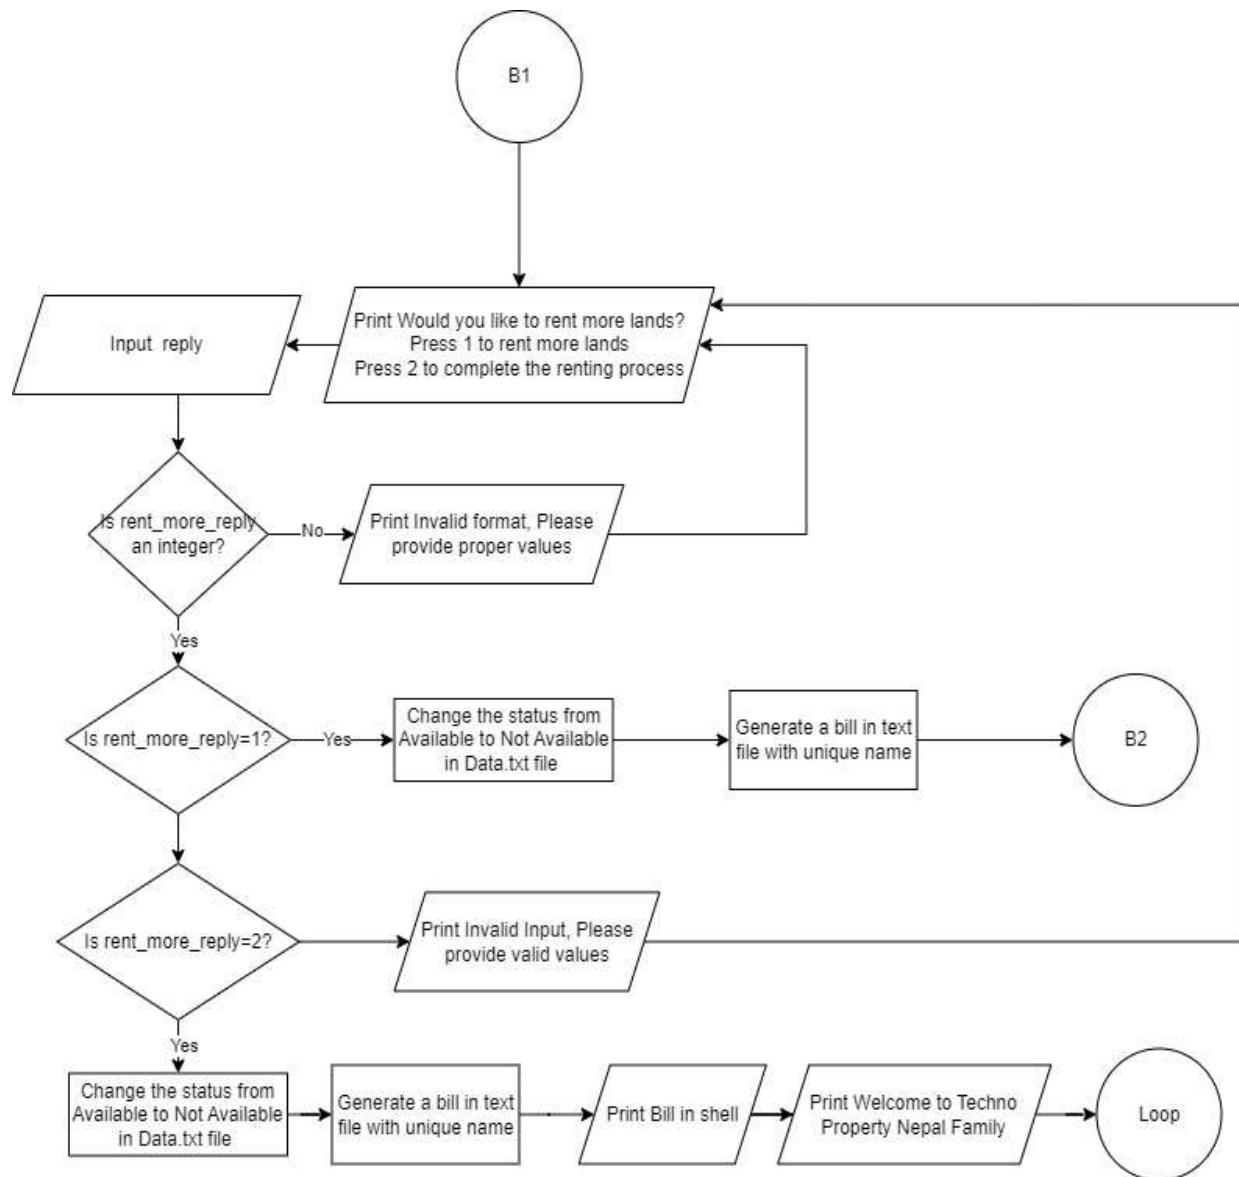 B1
Print Would you like to rent more lands?
Press 1 to rent more lands
Press 2 to complete the renting process
Input reply
Is rent_more_reply
an integer?
No
Print Invalid format, Please
provide proper values
Yes
Is rent_more_reply=1?
Yes
Change the status from
Available to Not Available
in Data.txt file
Generate a bill in text
file with unique name
B2
Is rent_more_reply=2?
Print Invalid Input, Please
provide valid values
Yes
Change the status from
Available to Not Available
in Data.txt file
Generate a bill in text
file with unique name
Print Bill in shell
Print Welcome to Techno
Property Nepal Family
Loop